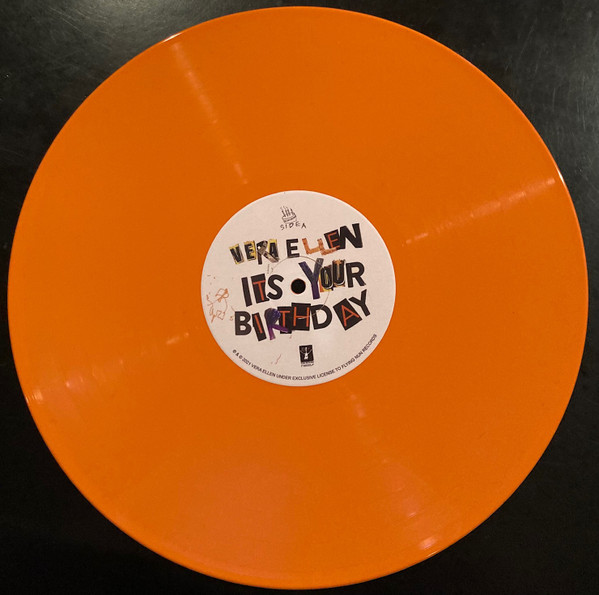 SIDE A
VERA ELLEN
ITS YOUR
BIRTHDAY
℗ & © 2021 VERA ELLEN UNDER EXCLUSIVE LICENSE TO FLYING NUN RECORDS